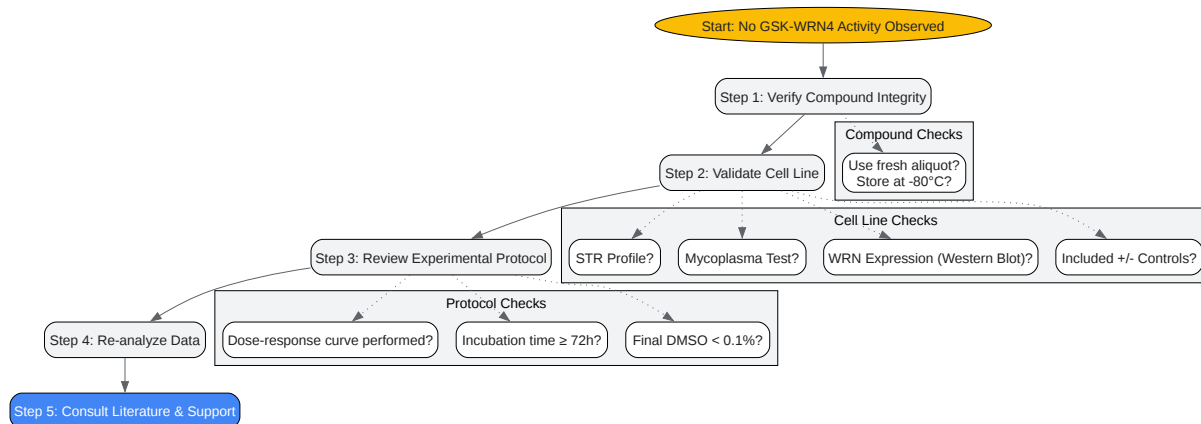 Start: No GSK-WRN4 Activity Observed
Step 1: Verify Compound Integrity
Compound Checks
Use fresh aliquot?
Store at -80°C?
Step 2: Validate Cell Line
Cell Line Checks
STR Profile?
Mycoplasma Test?
WRN Expression (Western Blot)?
Included +/- Controls?
Step 3: Review Experimental Protocol
Protocol Checks
Dose-response curve performed?
Incubation time ≥ 72h?
Final DMSO < 0.1%?
Step 4: Re-analyze Data
Step 5: Consult Literature & Support